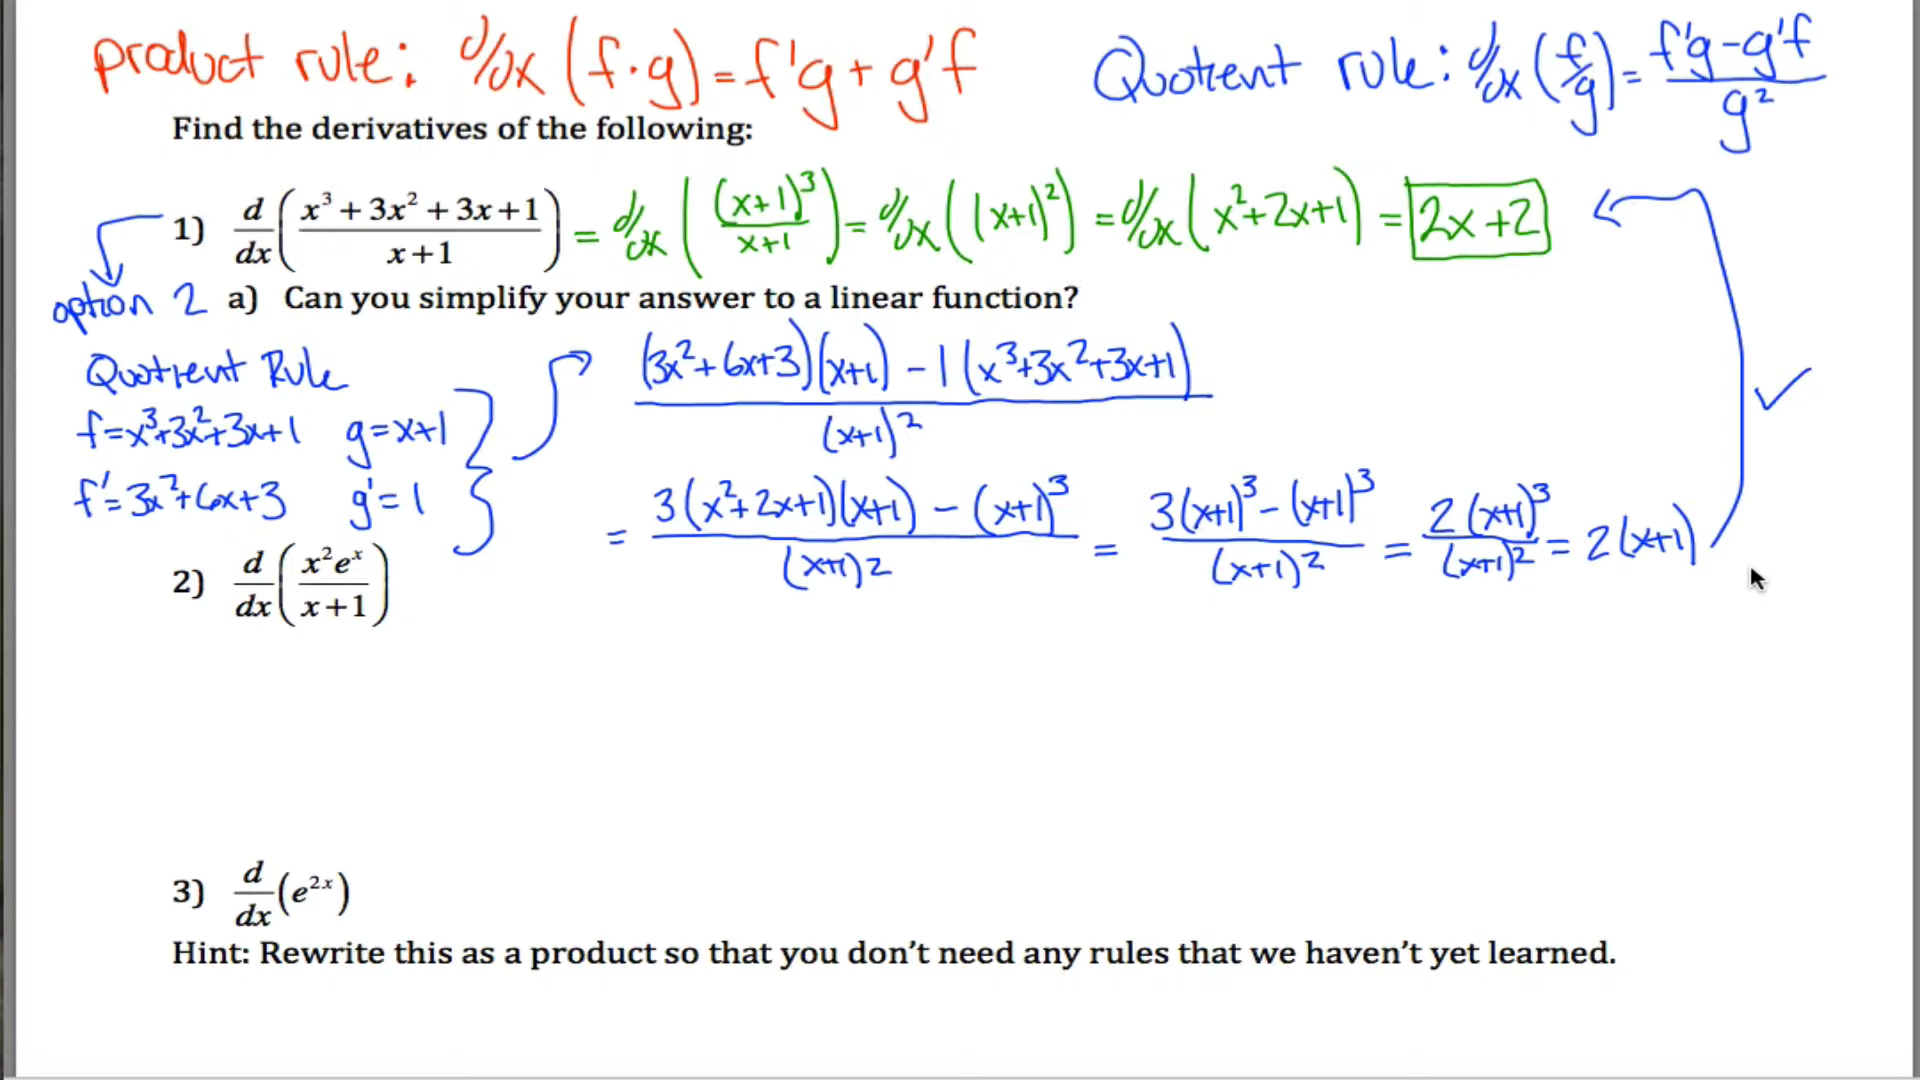 product rule: d/dx (f·g) = f'g + g'f
Quotient rule: d/dx (f/g) = f'g - g'f / g²
Find the derivatives of the following:
1) d/dx ((x³ + 3x² + 3x + 1)/(x + 1)) = d/dx ((x+1)³/(x+1)) = d/dx ((x+1)²) = d/dx (x²+2x+1) = 2x+2
option 2
a) Can you simplify your answer to a linear function?
Quotient Rule
f=x³+3x²+3x+1 g=x+1
f'=3x²+6x+3 g'=1
(3x²+6x+3)(x+1) - 1(x³+3x²+3x+1) / (x+1)²
= 3(x²+2x+1)(x+1) - (x+1)³ / (x+1)2 = 3(x+1)³ - (x+1)³ / (x+1)² = 2(x+1)³ / (x+1)² = 2(x+1) ✓
2) d/dx (x²eˣ/(x+1))
3) d/dx (e²ˣ)
Hint: Rewrite this as a product so that you don't need any rules that we haven't yet learned.